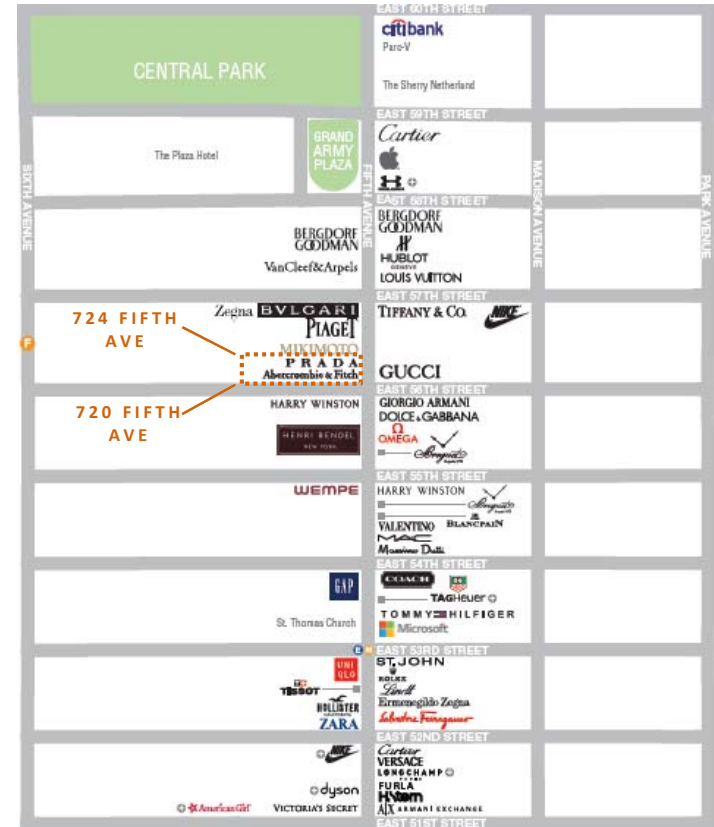 EAST 60TH STREET
citibank
Paro-V
CENTRAL PARK
The Sherry Netherland
EAST 59TH STREET
Cartier
The Plaza Hotel
GRAND
ARMY
PLAZA
SIXTH AVENUE
FIFTH AVENUE
MADISON AVENUE
PARK AVENUE
EAST 58TH STREET
BERGDORF
GOODMAN
VanCleef&Arpels
BERGDORF
GOODMAN
H
HUBLOT
GENEVE
LOUIS VUITTON
EAST 57TH STREET
724 FIFTH
AVE
Zegna BVLGARI
PIAGET
MIKIMOTO
PRADA
Abercrombie & Fitch
TIFFANY & CO.
NIKE
GUCCI
F
EAST 56TH STREET
720 FIFTH
AVE
HARRY WINSTON
HENRI BENDEL
NEW YORK
GIORGIO ARMANI
DOLCE & GABBANA
Ω
OMEGA
Breguet
EAST 55TH STREET
WEMPE
HARRY WINSTON
Breguet
VALENTINO
BLANCPAIN
MAC
Massimo Dutti
EAST 54TH STREET
GAP
St. Thomas Church
COACH
TAGHeuer
TOMMY HILFIGER
Microsoft
E M EAST 53RD STREET
UNI
QLO
TISSOT
HOLLISTER
ZARA
ST. JOHN
ROLEX
Lindt
Ermenegildo Zegna
Salvatore Ferragamo
EAST 52ND STREET
NIKE
dyson
American Girl
VICTORIA'S SECRET
Cartier
VERSACE
LONGCHAMP
FURLA
H.Stern
A|X ARMANI EXCHANGE
EAST 51ST STREET